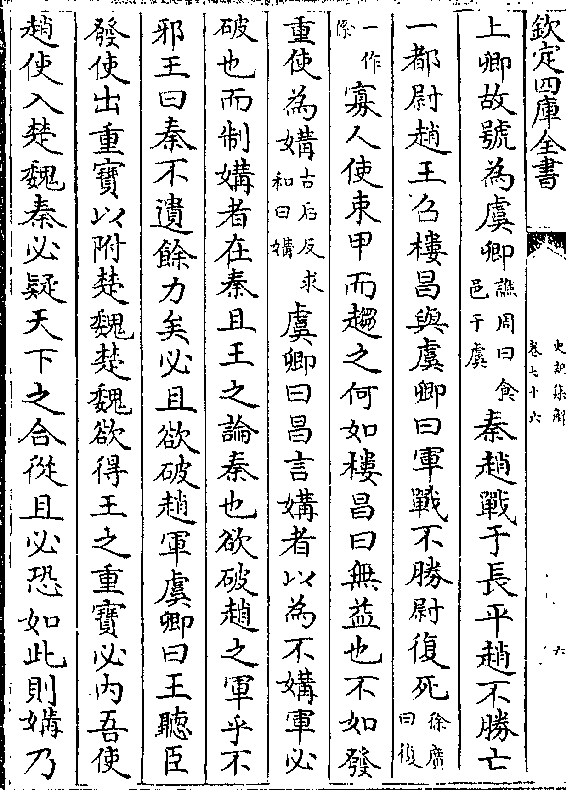 欽定四庫全書
史記集解
卷七十六
六
上卿故號為虞卿譙周曰食邑于虞秦趙戰于長平趙不勝亡
一都尉趙王召樓昌與虞卿曰軍戰不勝尉復死徐廣曰復
一作係寡人使束甲而趨之何如樓昌曰無益也不如發
重使為媾古后反求和曰媾虞卿曰昌言媾者以為不媾軍必
破也而制媾者在秦且王之論秦也欲破趙之軍乎不
邪王曰秦不遺餘力矣必且欲破趙軍虞卿曰王聽臣
發使出重寶以附楚魏楚魏欲得王之重寶必內吾使
趙使入楚魏秦必疑天下之合從且必恐如此則媾乃